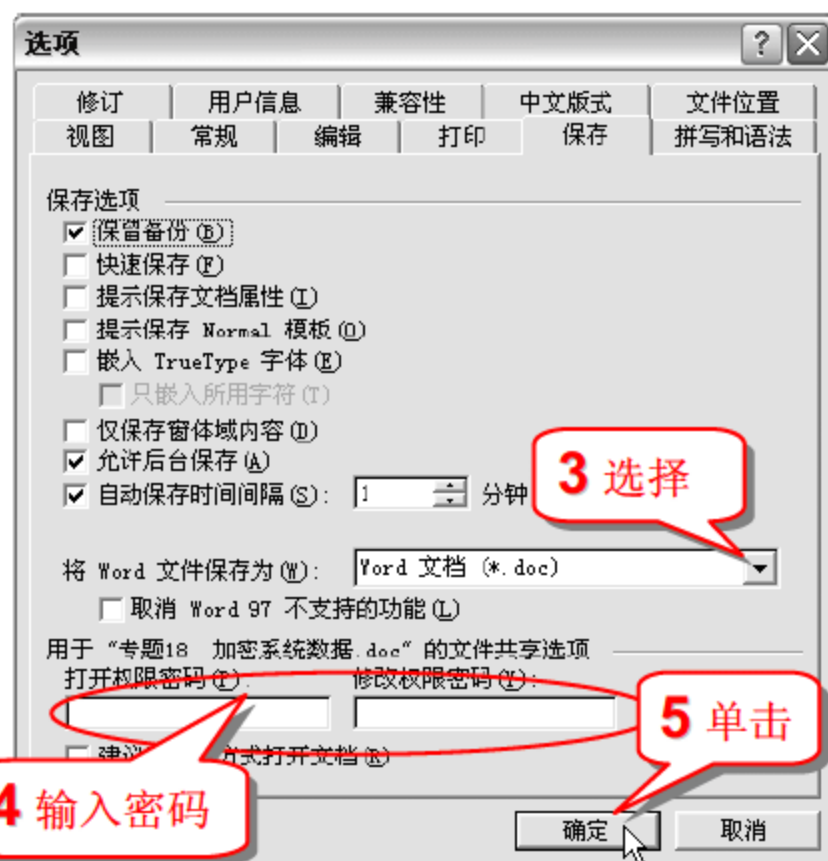 选项
修订 用户信息 兼容性 中文版式 文件位置
视图 常规 编辑 打印 保存 拼写和语法
保存选项
保留备份(B)
快速保存(F)
提示保存文档属性(I)
提示保存 Normal 模板(O)
嵌入 TrueType 字体(E)
只嵌入所用字符(T)
仅保存窗体域内容(D)
允许后台保存(A)
自动保存时间间隔(S): 1 分钟
3 选择
将 Word 文件保存为(W): Word 文档 (*.doc)
取消 Word 97 不支持的功能(L)
用于 “专题18 加密系统数据.doc” 的文件共享选项
打开权限密码(P): 修改权限密码(Y):
5 单击
建议 方式打开文档(R)
4 输入密码
确定 取消